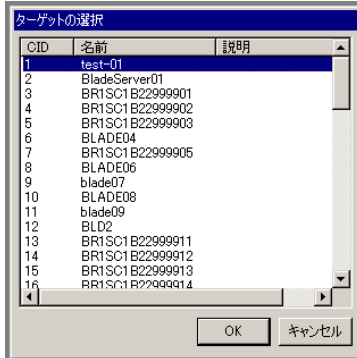 ターゲットの選択
CID 名前 説明
1 test-01
2 BladeServer01
3 BR1SC1B22999901
4 BR1SC1B22999902
5 BR1SC1B22999903
6 BLADE04
7 BR1SC1B22999905
8 BLADE06
9 blade07
10 BLADE08
11 blade09
12 BLD2
13 BR1SC1B22999911
14 BR1SC1B22999912
15 BR1SC1B22999913
16 BR1SC1B22999914
OK キャンセル